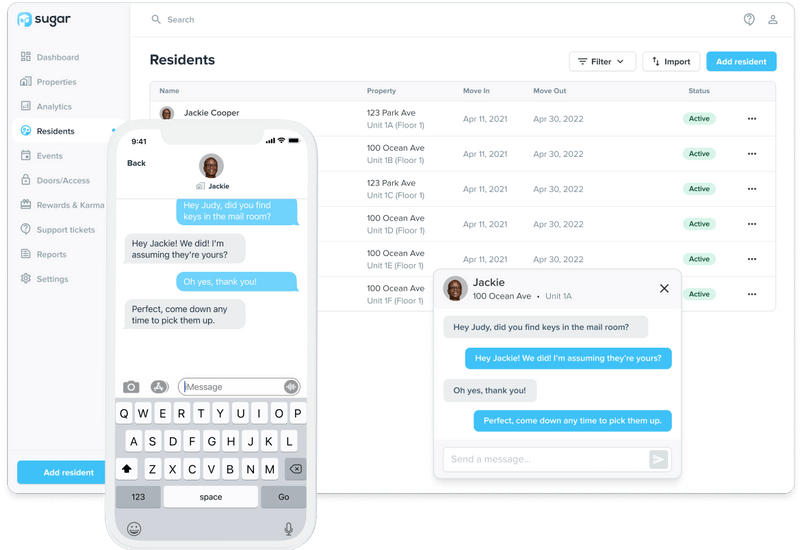 sugar
Search
Dashboard
Properties
Analytics
Residents
Events
Doors/Access
Rewards & Karma
Support tickets
Reports
Settings
Add resident
Residents
Filter
Import
Add resident
Name Property Move In Move Out Status
Jackie Cooper 123 Park Ave Apr 11, 2021 Apr 30, 2022 Active
Unit 1A (Floor 1)
100 Ocean Ave Apr 11, 2021 Apr 30, 2022 Active
Unit 1B (Floor 1)
123 Park Ave Apr 11, 2021 Apr 30, 2022 Active
Unit 1C (Floor 1)
100 Ocean Ave Apr 11, 2021 Apr 30, 2022 Active
Unit 1D (Floor 1)
100 Ocean Ave Apr 11, 2021 Apr 30, 2022 Active
Unit 1E (Floor 1)
100 Ocean Ave Active
Unit 1F (Floor 1)
9:41
Back
Jackie
Hey Judy, did you find
keys in the mail room?
Hey Jackie! We did! I'm
assuming they're yours?
Oh yes, thank you!
Perfect, come down any
time to pick them up.
iMessage
Q W E R T Y U I O P
A S D F G H J K L
Z X C V B N M
123 space Go
Jackie
100 Ocean Ave • Unit 1A
Hey Judy, did you find keys in the mail room?
Hey Jackie! We did! I'm assuming they're yours?
Oh yes, thank you!
Perfect, come down any time to pick them up.
Send a message...